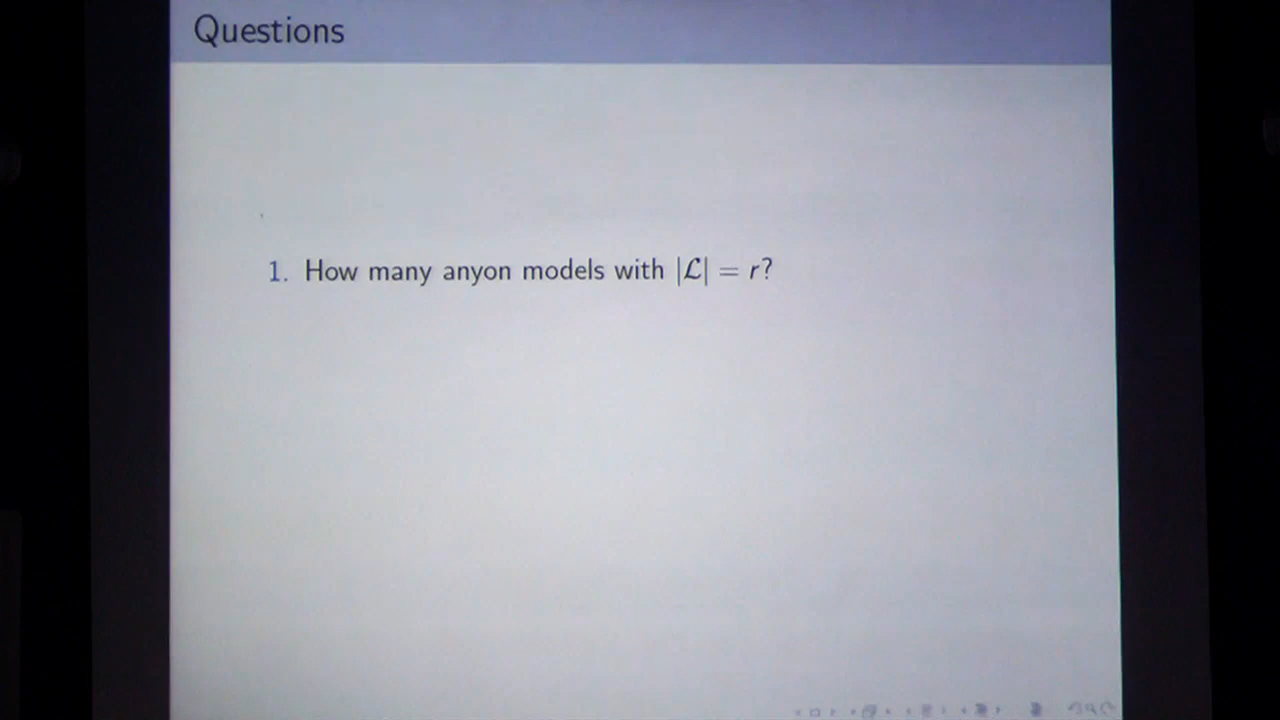 Questions
1. How many anyon models with |ℒ| = r?